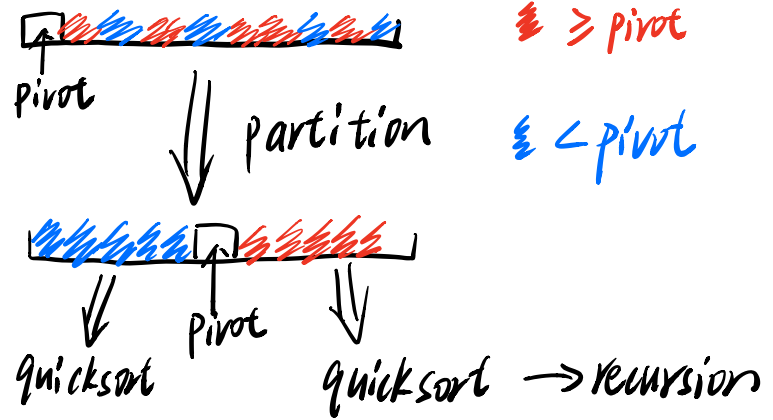 ≥ pivot
pivot
partition
< pivot
pivot
quicksort
quicksort → recursion